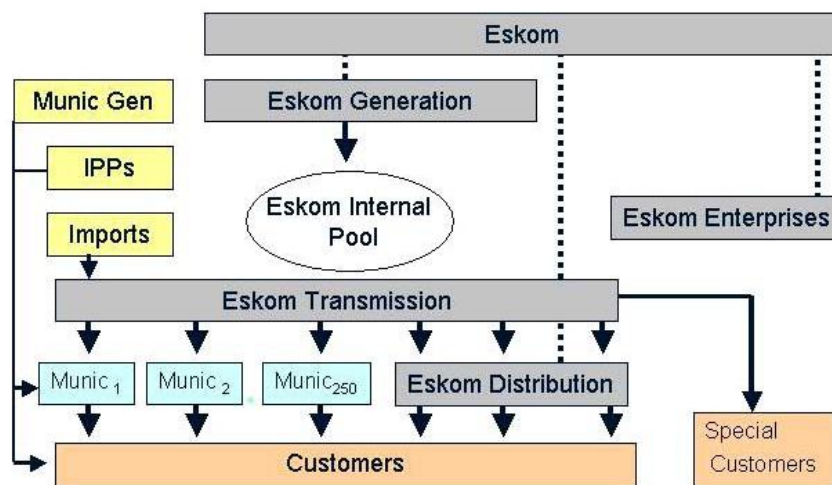 Eskom
Munic Gen
Eskom Generation
IPPs
Eskom Internal
Pool
Eskom Enterprises
Imports
Eskom Transmission
Munic 1
Munic 2
Munic250
Eskom Distribution
Special
Customers
Customers